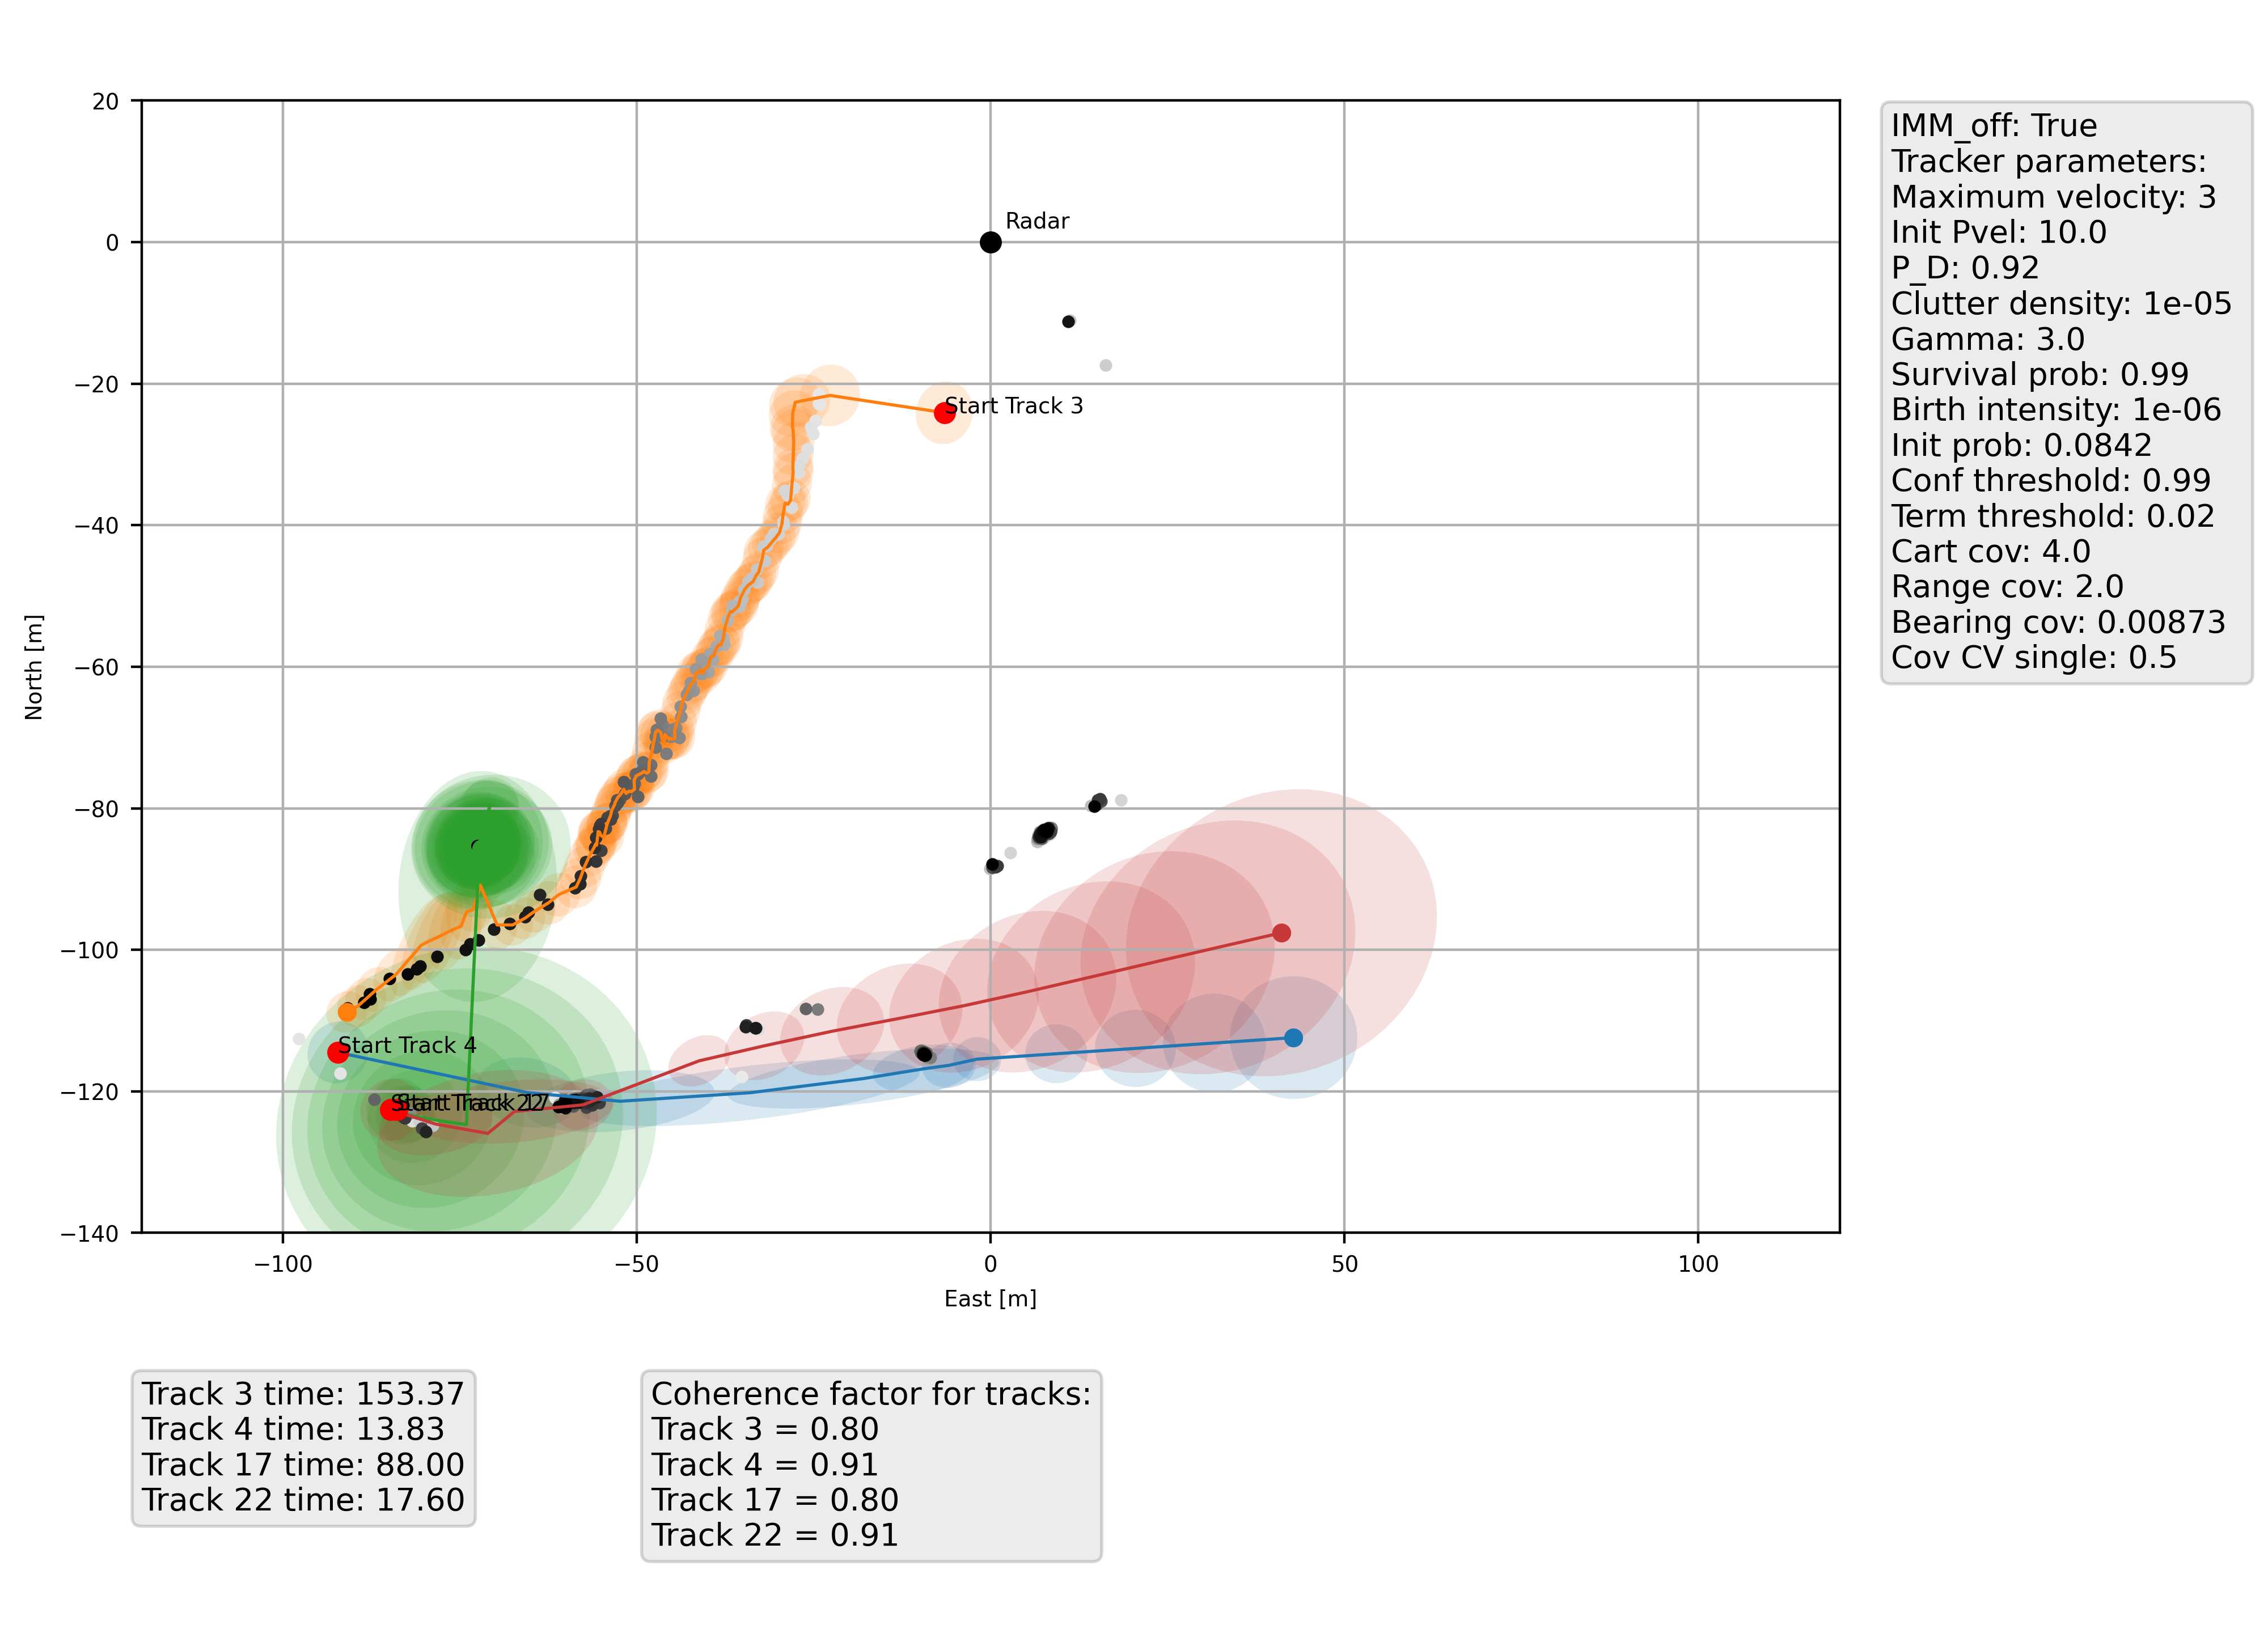 20
0
−20
−40
−60
−80
−100
−120
−140
North [m]
−100
−50
0
50
100
East [m]
Radar
Start Track 3
Start Track 4
Start Track 17
Start Track 22
IMM_off: True
Tracker parameters:
Maximum velocity: 3
Init Pvel: 10.0
P_D: 0.92
Clutter density: 1e-05
Gamma: 3.0
Survival prob: 0.99
Birth intensity: 1e-06
Init prob: 0.0842
Conf threshold: 0.99
Term threshold: 0.02
Cart cov: 4.0
Range cov: 2.0
Bearing cov: 0.00873
Cov CV single: 0.5
Track 3 time: 153.37
Track 4 time: 13.83
Track 17 time: 88.00
Track 22 time: 17.60
Coherence factor for tracks:
Track 3 = 0.80
Track 4 = 0.91
Track 17 = 0.80
Track 22 = 0.91